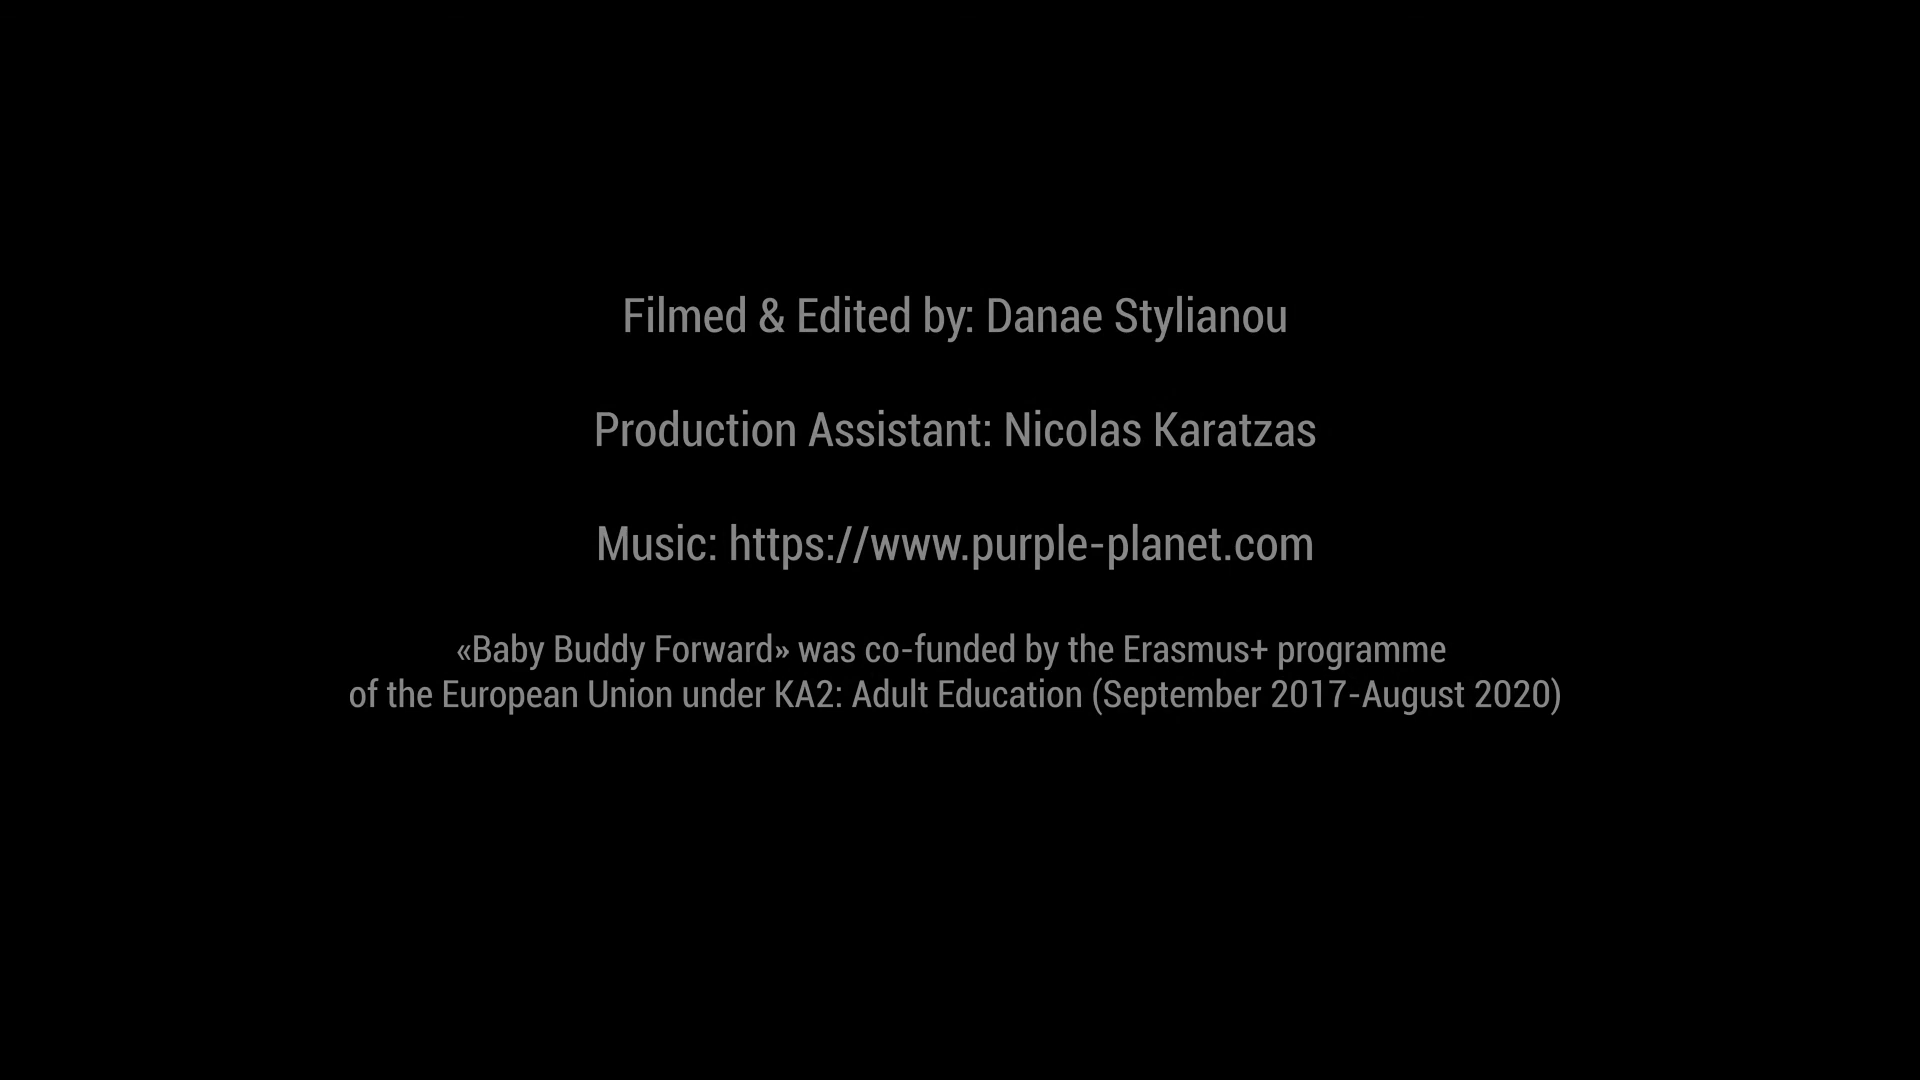 Filmed & Edited by: Danae Stylianou
Production Assistant: Nicolas Karatzas
Music: https://www.purple-planet.com
«Baby Buddy Forward» was co-funded by the Erasmus+ programme
of the European Union under KA2: Adult Education (September 2017-August 2020)